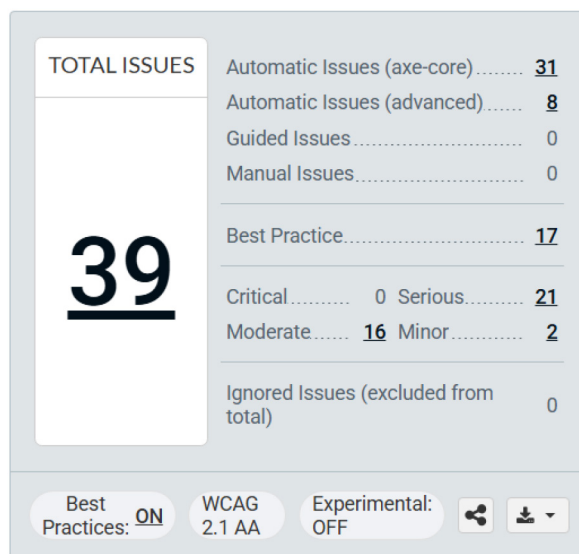 TOTAL ISSUES
39
Automatic Issues (axe-core)........ 31
Automatic Issues (advanced)...... 8
Guided Issues............................ 0
Manual Issues........................... 0
Best Practice............................. 17
Critical.......... 0 Serious.......... 21
Moderate...... 16 Minor............ 2
Ignored Issues (excluded from
total) 0
Best
Practices: ON
WCAG
2.1 AA
Experimental:
OFF